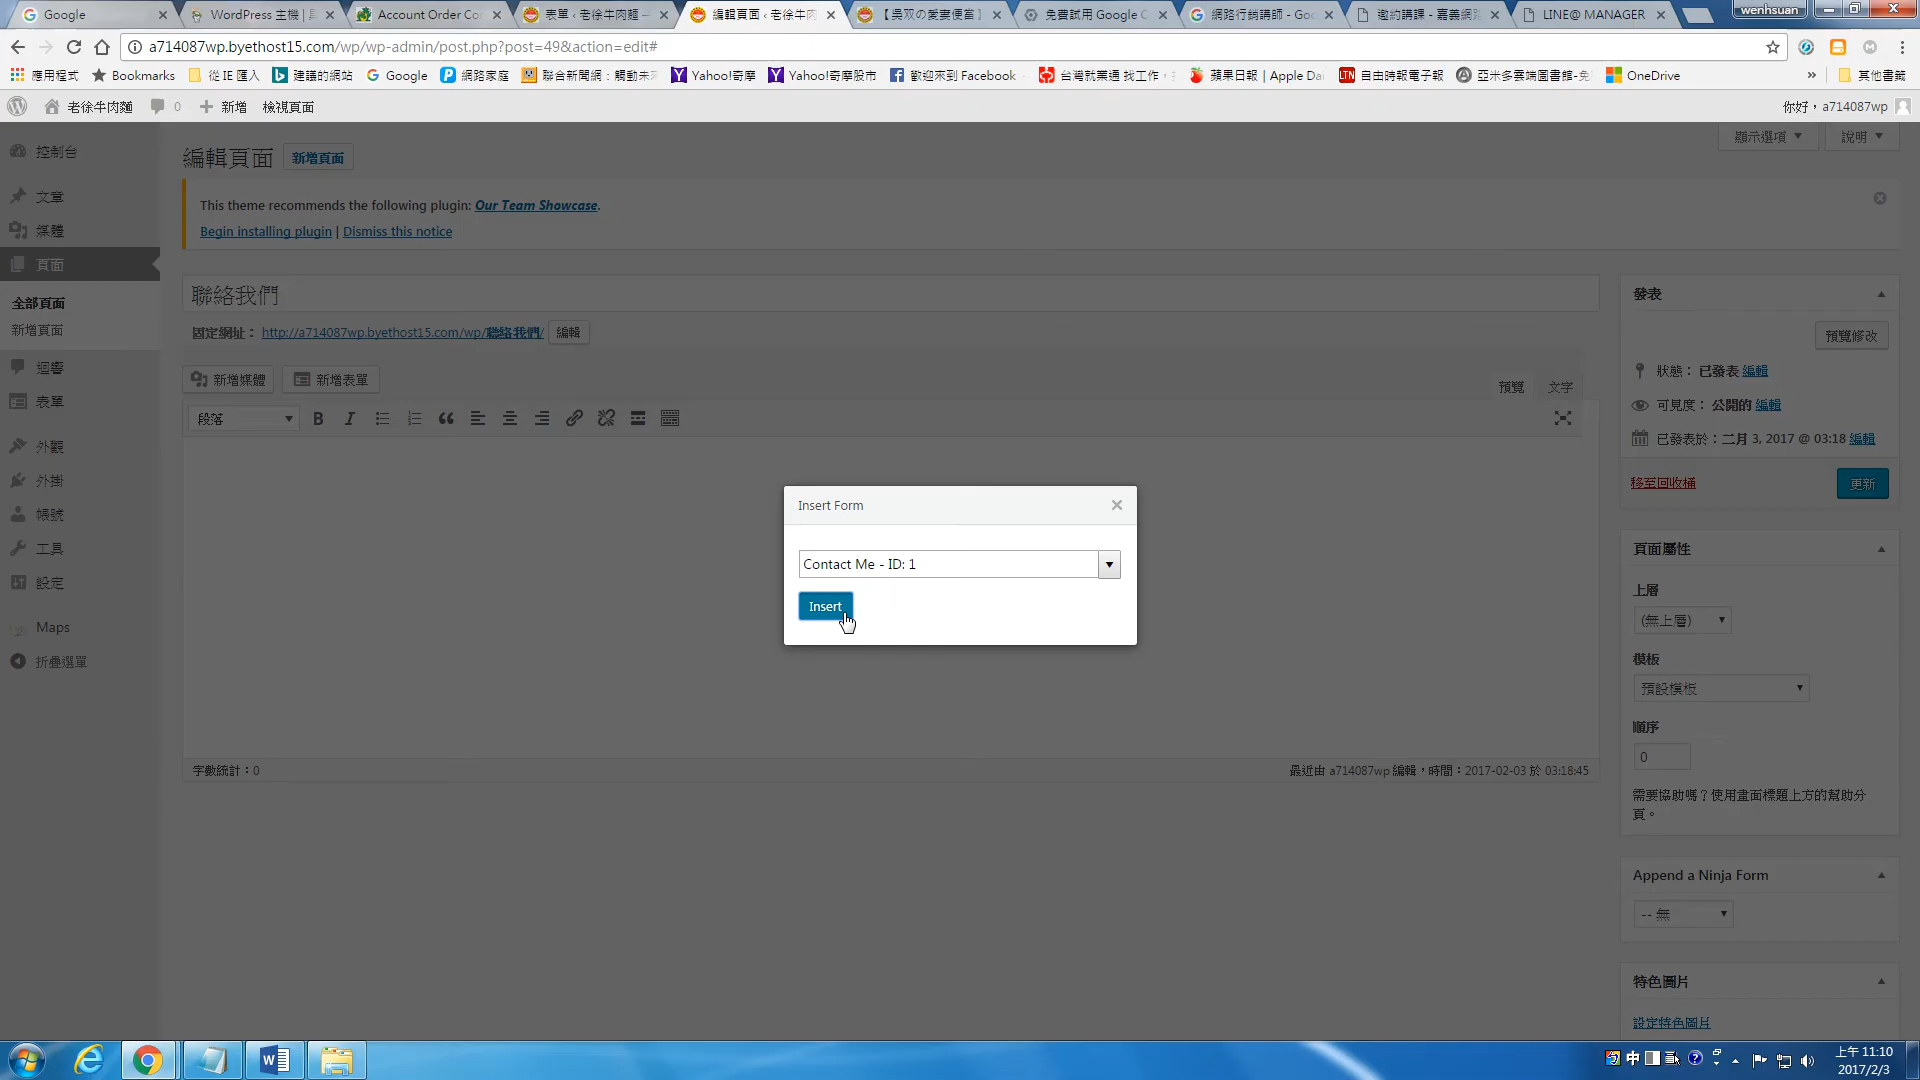 Google
WordPress 主機 |
Account Order Co
表單 ‹ 老徐牛肉麵 —
編輯頁面 ‹ 老徐牛肉
【吳双の愛妻便當】
免費試用 Google C
網路行銷講師 - Goo
邀約講課 - 嘉義網路
LINE@ MANAGER
wenhsuan
a714087wp.byethost15.com/wp/wp-admin/post.php?post=49&action=edit#
應用程式
Bookmarks
從 IE 匯入
建議的網站
Google
網路家庭
聯合新聞網：觸動未來
Yahoo!奇摩
Yahoo!奇摩股市
歡迎來到 Facebook
台灣就業通 找工作，
蘋果日報 | Apple Dai
自由時報電子報
亞米多雲端圖書館-免
OneDrive
»
其他書籤
老徐牛肉麵
0
新增
檢視頁面
你好，a714087wp
控制台
文章
媒體
頁面
全部頁面
新增頁面
迴響
表單
外觀
外掛
帳號
工具
設定
Maps
折疊選單
顯示選項
說明
編輯頁面
新增頁面
This theme recommends the following plugin: Our Team Showcase.
Begin installing plugin | Dismiss this notice
聯絡我們
固定網址： http://a714087wp.byethost15.com/wp/聯絡我們/ 編輯
新增媒體
新增表單
預覽
文字
段落
B I
Insert Form
Contact Me - ID: 1
Insert
字數統計：0
最近由 a714087wp 編輯，時間：2017-02-03 於 03:18:45
發表
預覽修改
狀態： 已發表 編輯
可見度： 公開的 編輯
已發表於：二月 3, 2017 @ 03:18 編輯
移至回收桶
更新
頁面屬性
上層
(無上層)
模板
預設模板
順序
0
需要協助嗎？使用畫面標題上方的幫助分
頁。
Append a Ninja Form
-- 無
特色圖片
設定特色圖片
中
上午 11:10
2017/2/3